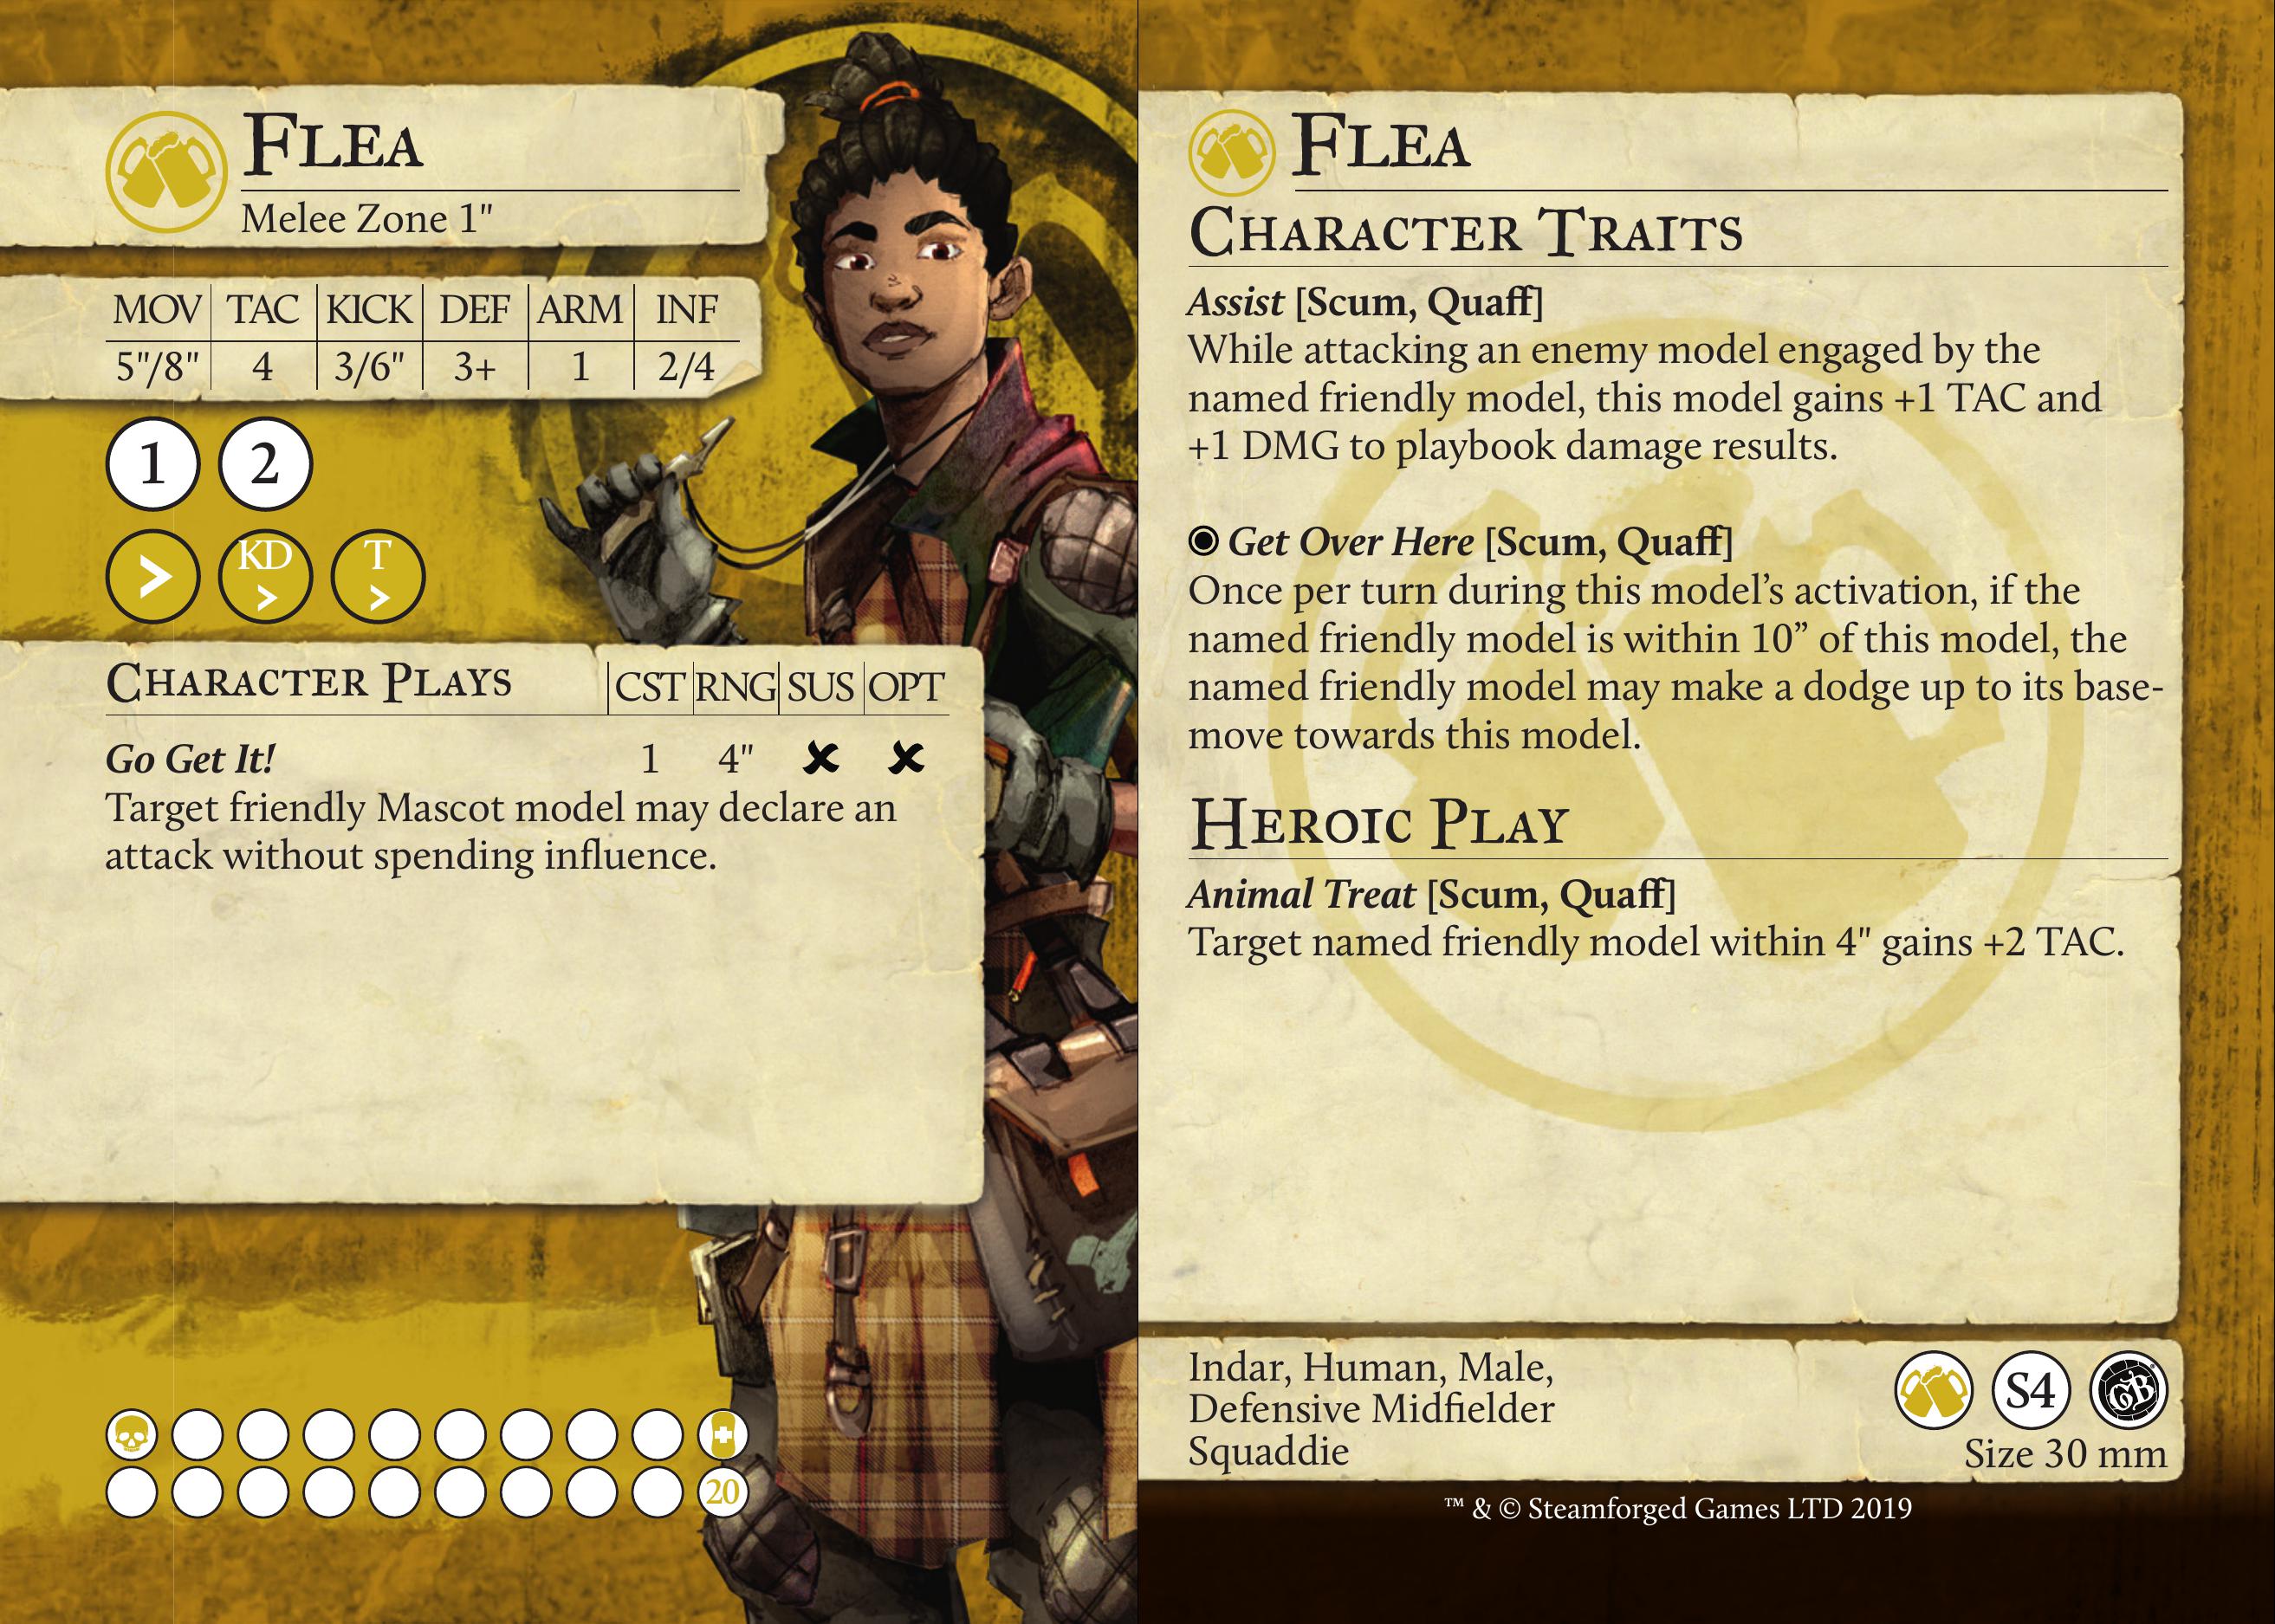 FLEA
Melee Zone 1"
MOV TAC KICK DEF ARM INF
5"/8" 4 3/6" 3+ 1 2/4
1 2
> KD > T >
CHARACTER PLAYS CST RNG SUS OPT
Go Get It! 1 4" ✘ ✘
Target friendly Mascot model may declare an
attack without spending influence.
20
FLEA
CHARACTER TRAITS
Assist [Scum, Quaff]
While attacking an enemy model engaged by the
named friendly model, this model gains +1 TAC and
+1 DMG to playbook damage results.
Get Over Here [Scum, Quaff]
Once per turn during this model’s activation, if the
named friendly model is within 10” of this model, the
named friendly model may make a dodge up to its base-
move towards this model.
HEROIC PLAY
Animal Treat [Scum, Quaff]
Target named friendly model within 4" gains +2 TAC.
Indar, Human, Male,
Defensive Midfielder
Squaddie
S4 GB
Size 30 mm
™ & © Steamforged Games LTD 2019